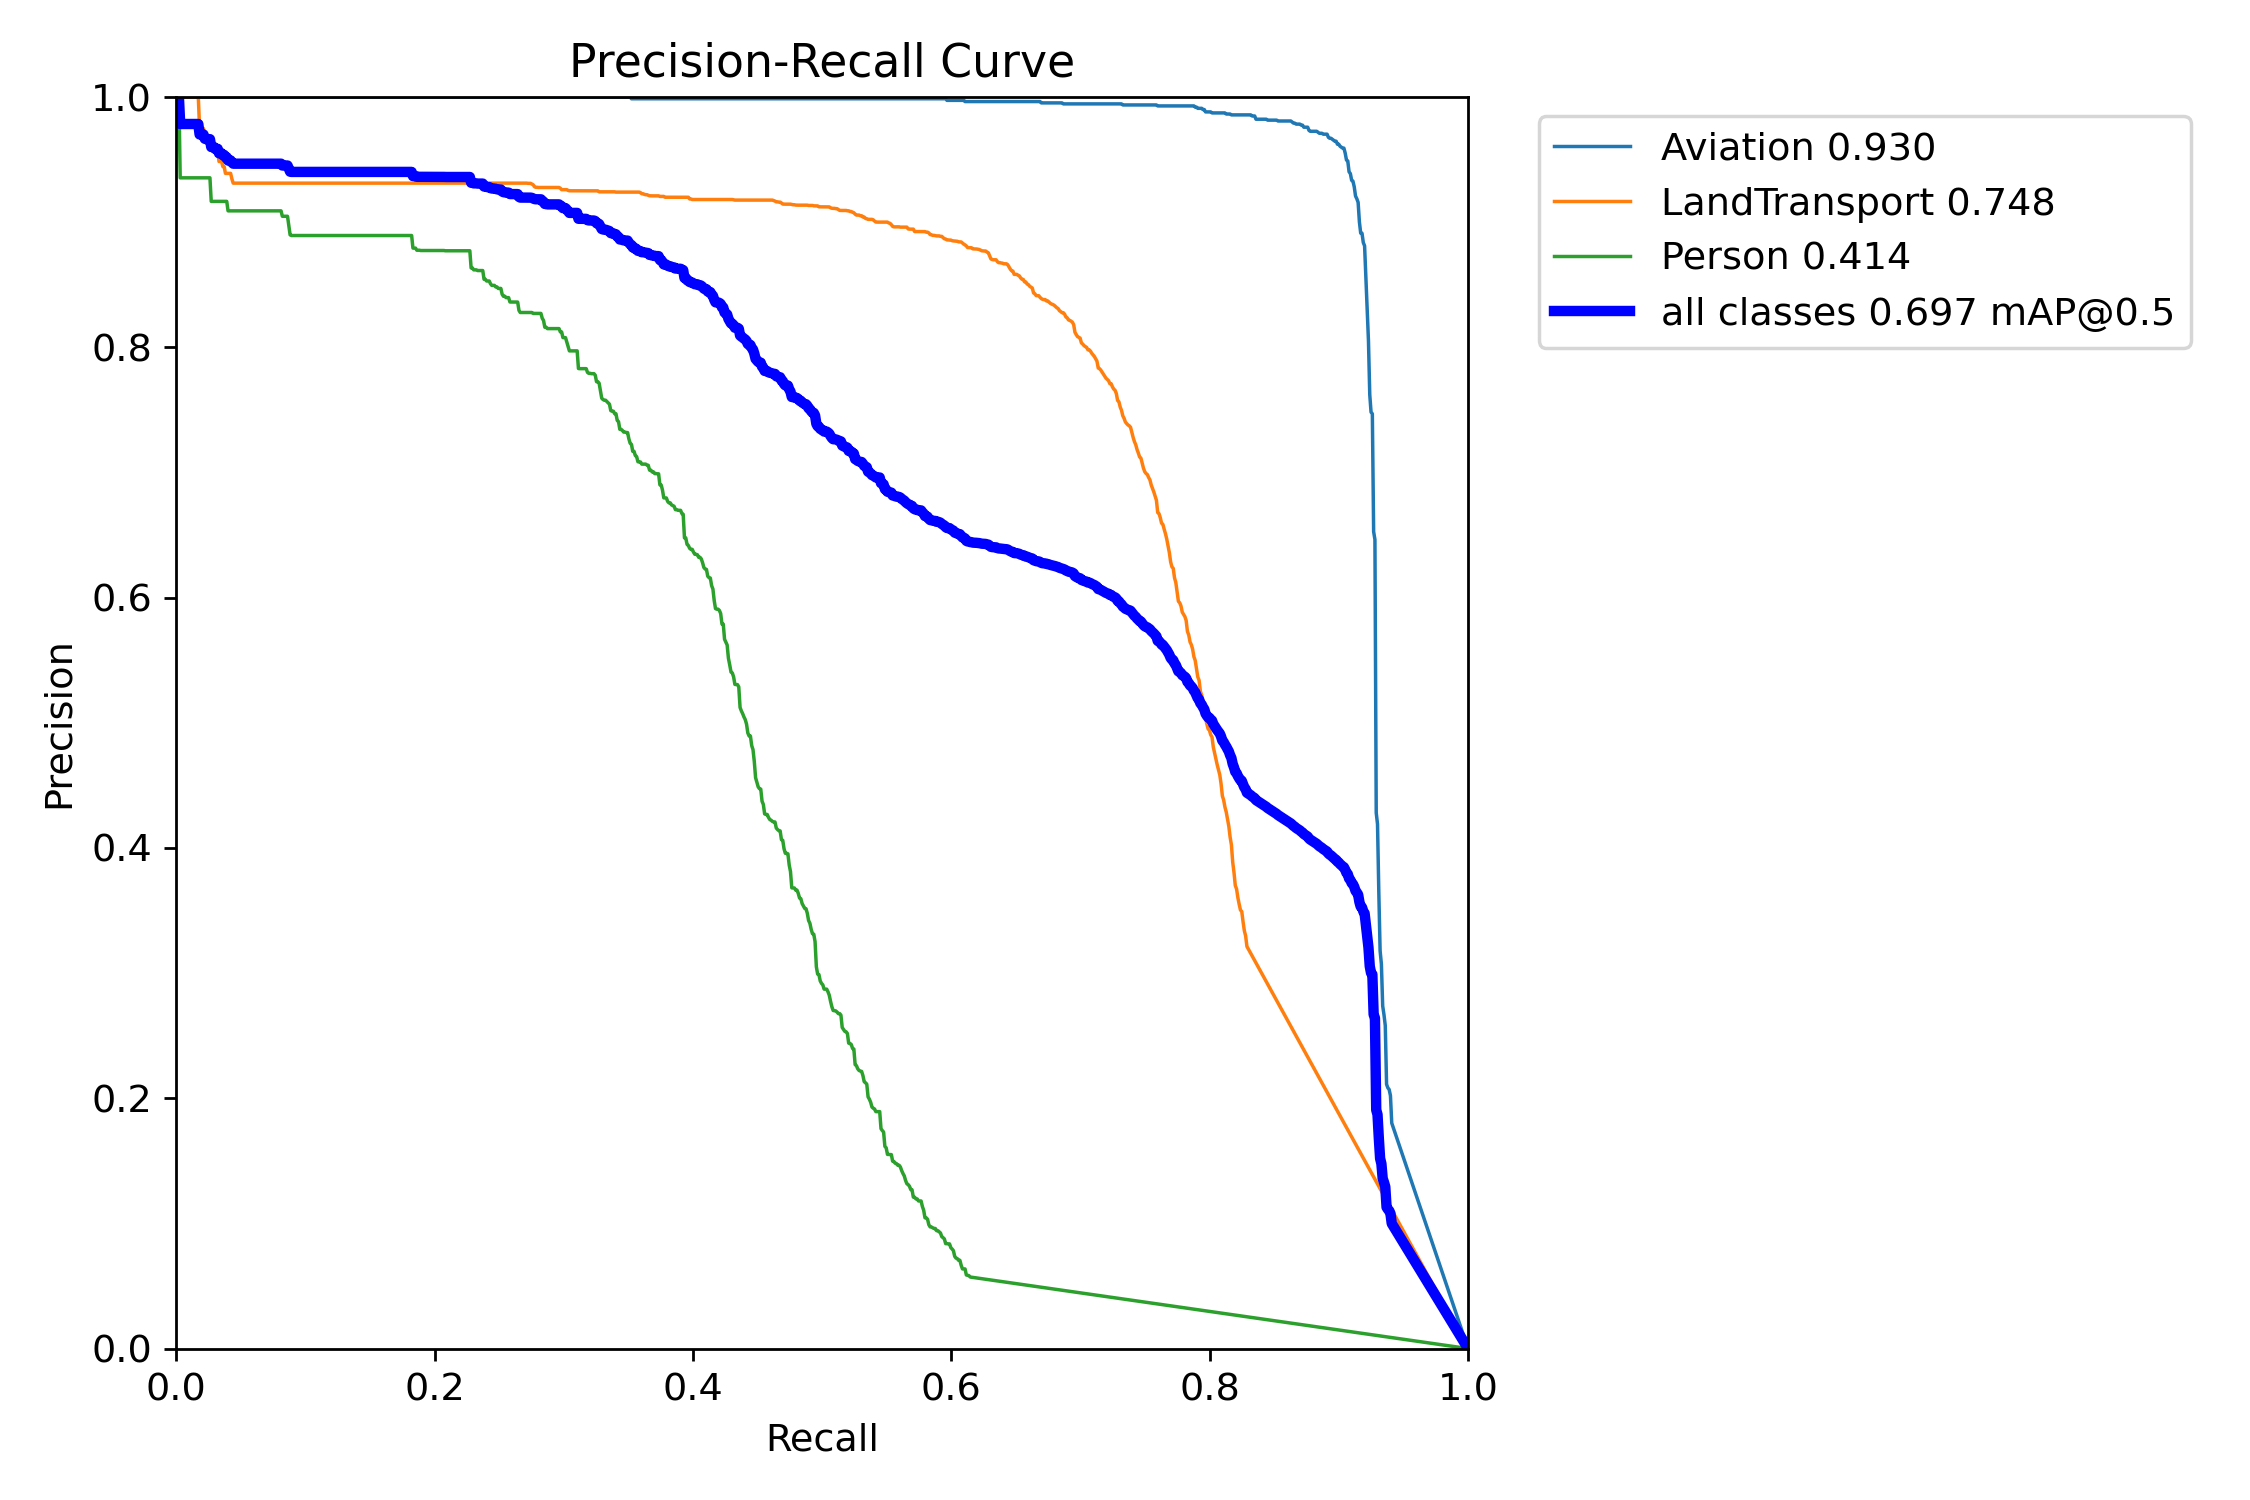 Precision-Recall Curve
1.0
0.8
0.6
0.4
0.2
0.0
Precision
0.0 0.2 0.4 0.6 0.8 1.0
Recall
Aviation 0.930
LandTransport 0.748
Person 0.414
all classes 0.697 mAP@0.5